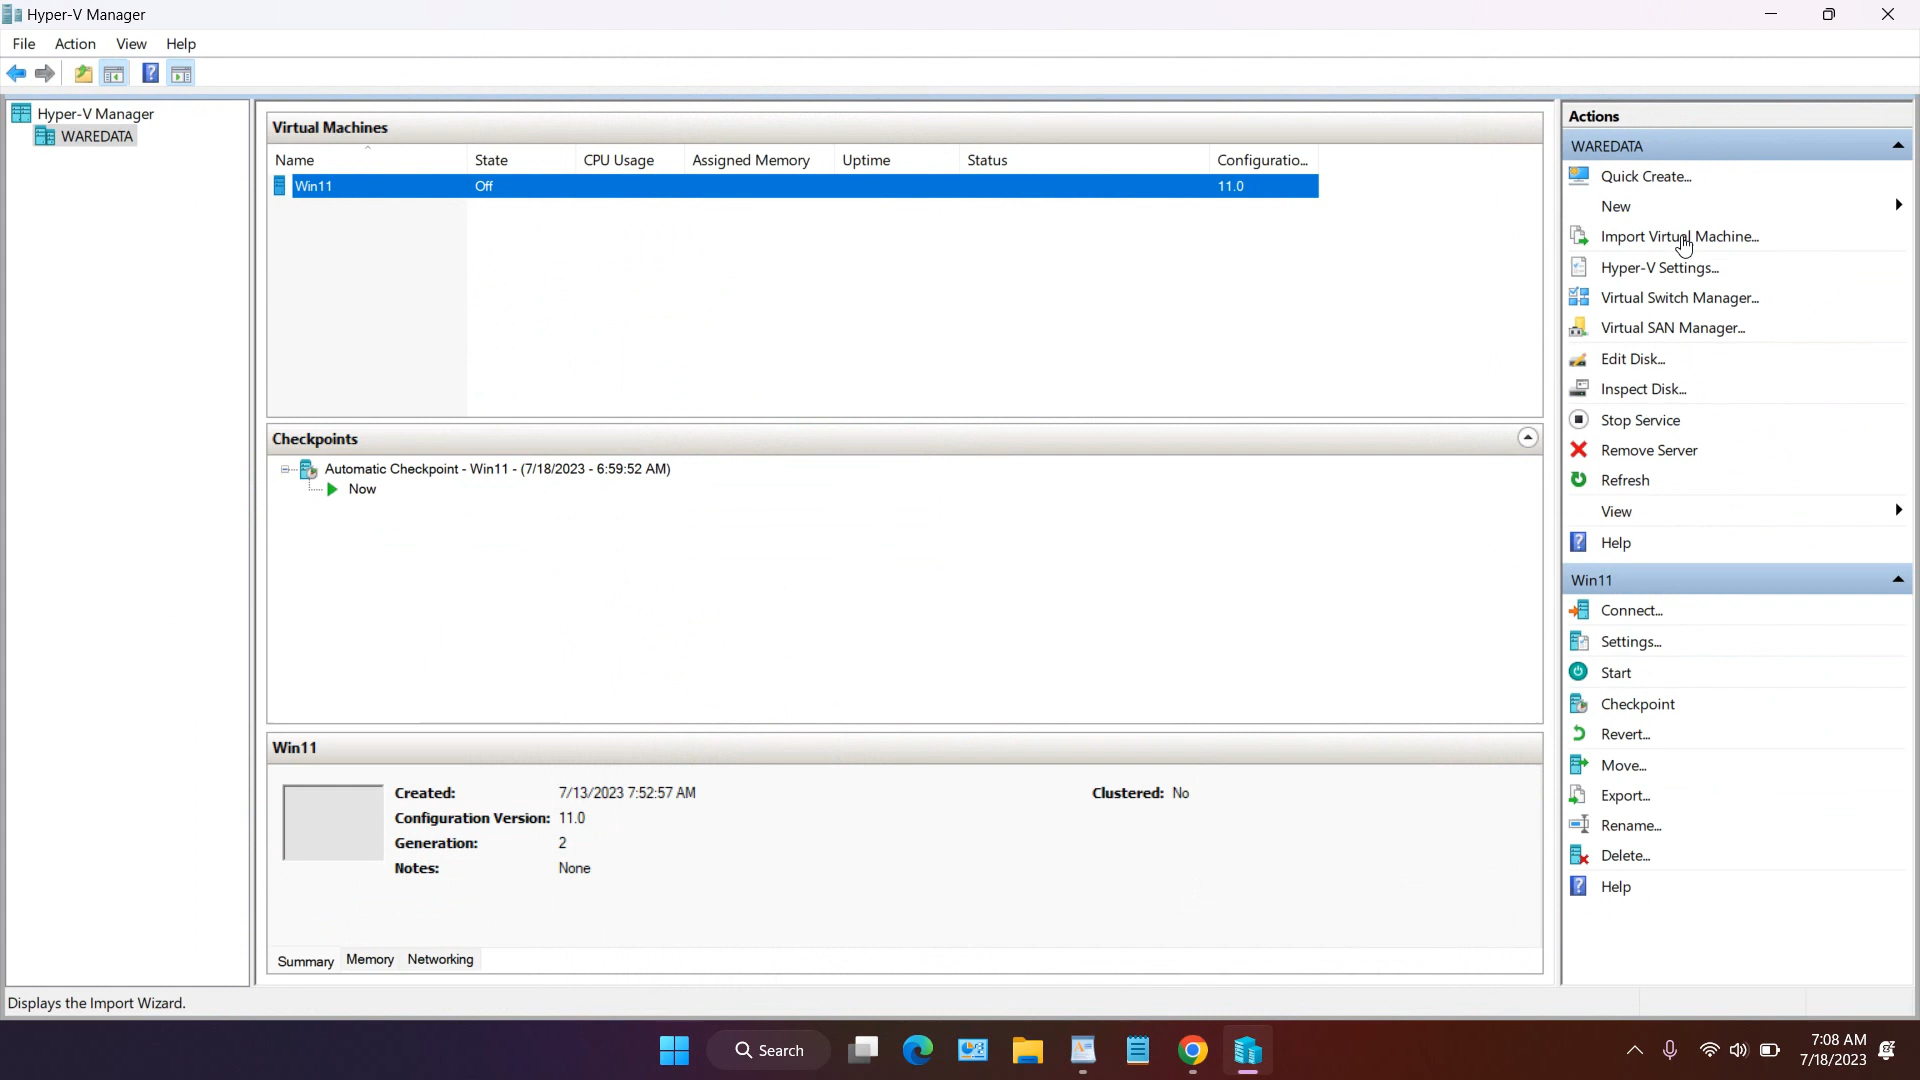 Hyper-V Manager
File Action View Help
Hyper-V Manager
WAREDATA
Virtual Machines
Name State CPU Usage Assigned Memory Uptime Status Configuratio...
Win11 Off 11.0
Checkpoints
Automatic Checkpoint - Win11 - (7/18/2023 - 6:59:52 AM)
Now
Win11
Created: 7/13/2023 7:52:57 AM Clustered: No
Configuration Version: 11.0
Generation: 2
Notes: None
Summary Memory Networking
Actions
WAREDATA
Quick Create...
New
Import Virtual Machine...
Hyper-V Settings...
Virtual Switch Manager...
Virtual SAN Manager...
Edit Disk...
Inspect Disk...
Stop Service
Remove Server
Refresh
View
Help
Win11
Connect...
Settings...
Start
Checkpoint
Revert...
Move...
Export...
Rename...
Delete...
Help
Displays the Import Wizard.
Search
7:08 AM
7/18/2023